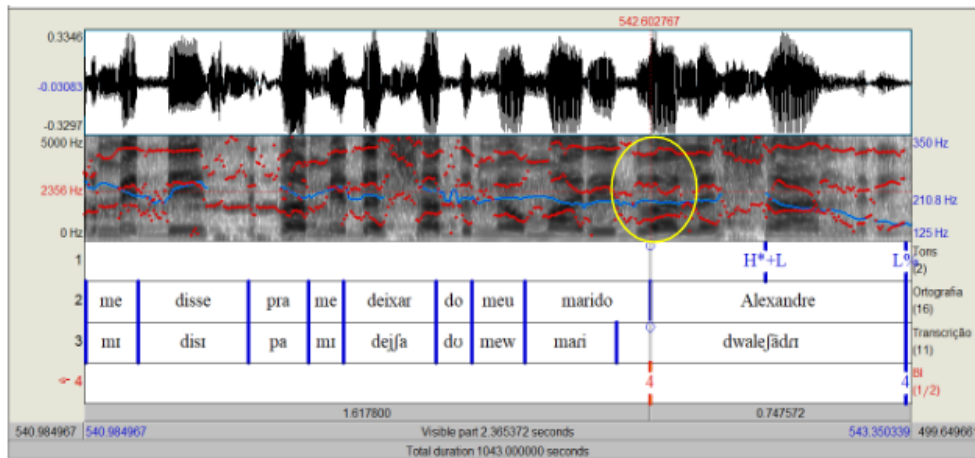 542.602767
0.3346
-0.03083
-0.3297
5000 Hz 350 Hz
2356 Hz 210.8 Hz
0 Hz 125 Hz
1 H*+L L% Tons (2)
2 me disse pra me deixar do meu marido Alexandre Ortografia (16)
3 mɪ disɪ pa mɪ dejʃa dʊ mew maɾi dwaleʃãdɾɪ Transcrição (11)
4 4 4 BI (1/2)
1.617800 0.747572
540.984967 540.984967 Visible part 2.365372 seconds 543.350339 499.649661
Total duration 1043.000000 seconds